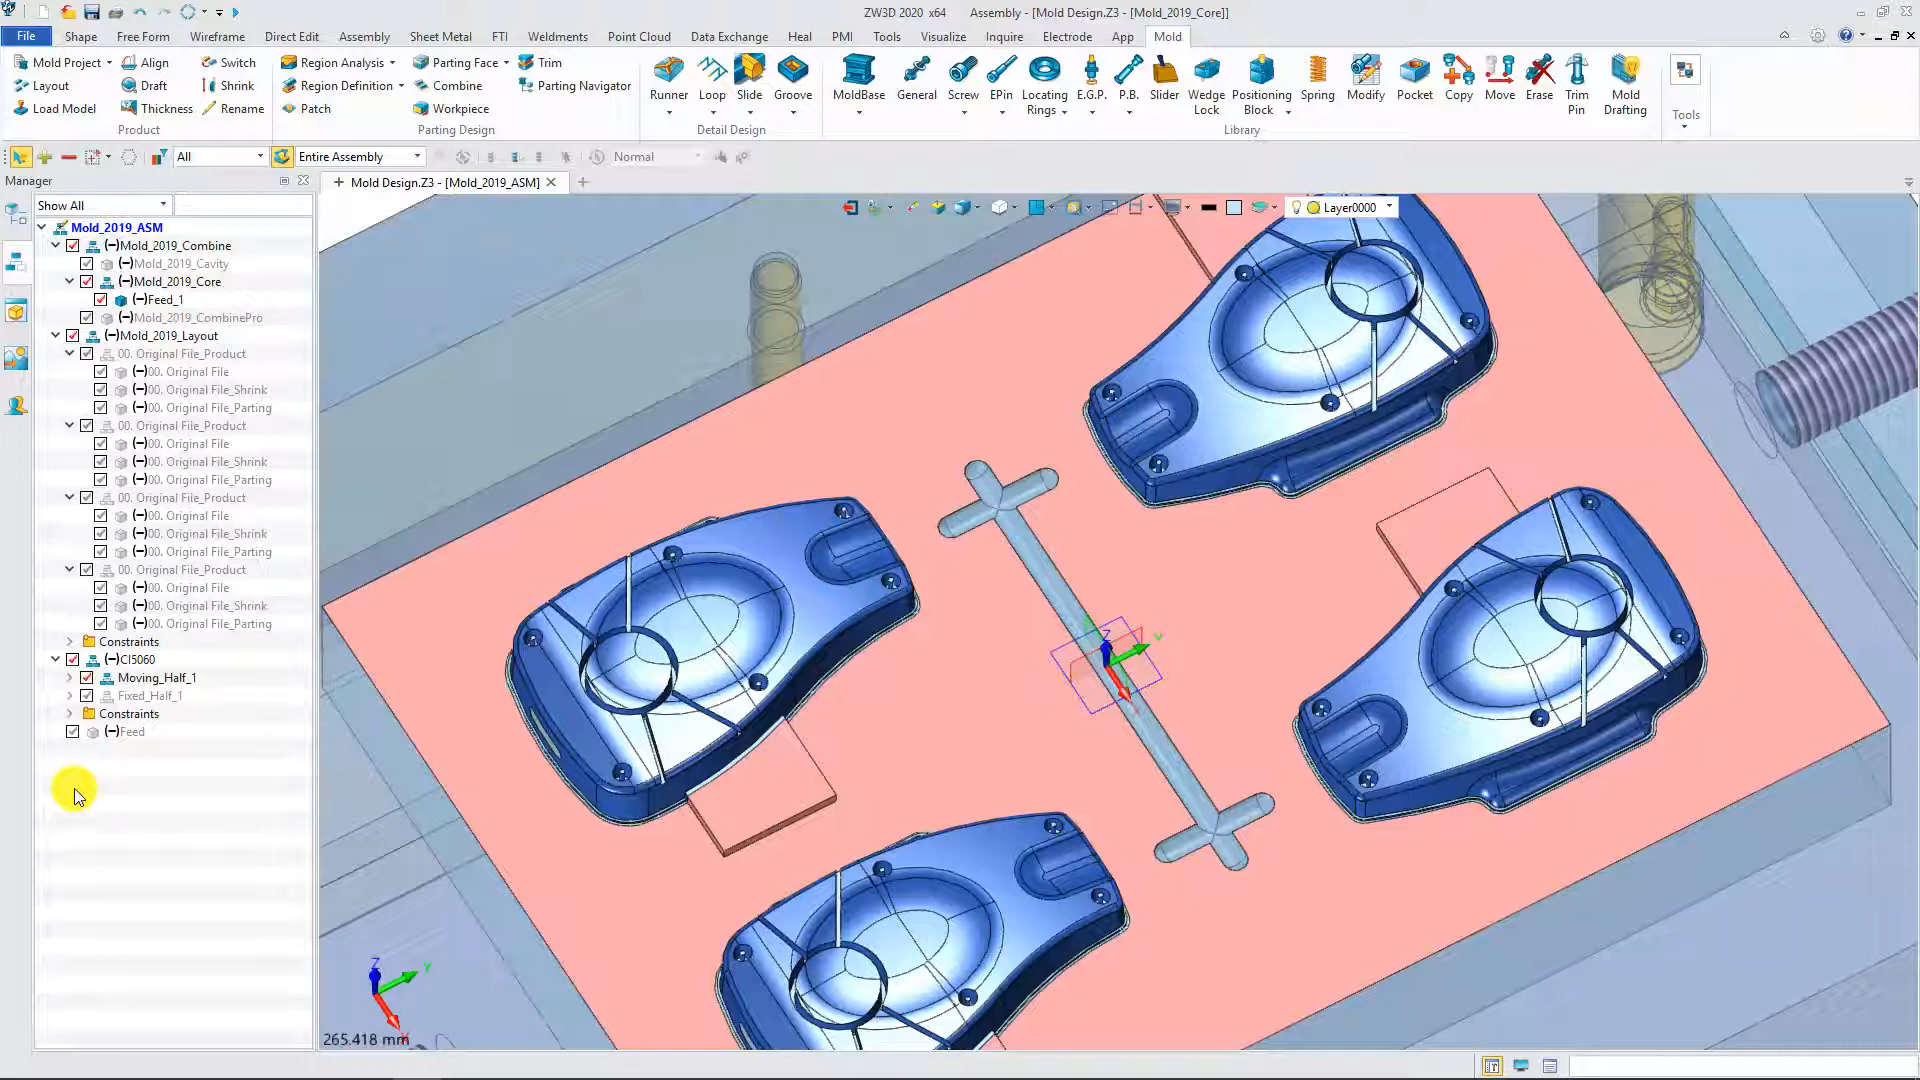 ZW3D 2020 x64 Assembly - [Mold Design.Z3 - [Mold_2019_Core]]
File Shape Free Form Wireframe Direct Edit Assembly Sheet Metal FTI Weldments Point Cloud Data Exchange Heal PMI Tools Visualize Inquire Electrode App Mold
Mold Project Align Switch Region Analysis Parting Face Trim
Layout Draft Shrink Region Definition Combine Parting Navigator
Load Model Thickness Rename Patch Workpiece
Runner Loop Slide Groove MoldBase General Screw EPin Locating Rings E.G.P. P.B. Slider Wedge Lock Positioning Block Spring Modify Pocket Copy Move Erase Trim Pin Mold Drafting Tools
Product Parting Design Detail Design Library
All Entire Assembly Normal
Manager
Mold Design.Z3 - [Mold_2019_ASM]
Show All
Layer0000
Mold_2019_ASM
(-)Mold_2019_Combine
(-)Mold_2019_Cavity
(-)Mold_2019_Core
(-)Feed_1
(-)Mold_2019_CombinePro
(-)Mold_2019_Layout
00. Original File_Product
(-)00. Original File
(-)00. Original File_Shrink
(-)00. Original File_Parting
00. Original File_Product
(-)00. Original File
(-)00. Original File_Shrink
(-)00. Original File_Parting
00. Original File_Product
(-)00. Original File
(-)00. Original File_Shrink
(-)00. Original File_Parting
00. Original File_Product
(-)00. Original File
(-)00. Original File_Shrink
(-)00. Original File_Parting
Constraints
(-)CI5060
Moving_Half_1
Fixed_Half_1
Constraints
(-)Feed
Z
Y
Z
Y
X
265.418 mm